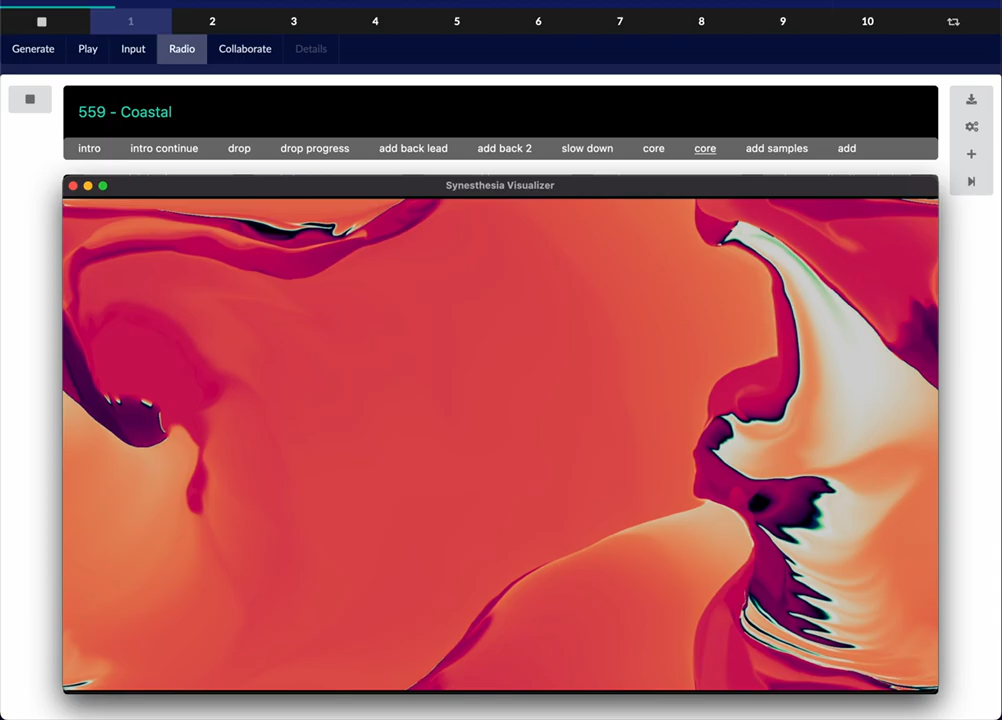 1 2 3 4 5 6 7 8 9 10
Generate Play Input Radio Collaborate Details
559 - Coastal
intro intro continue drop drop progress add back lead add back 2 slow down core core add samples add
Synesthesia Visualizer